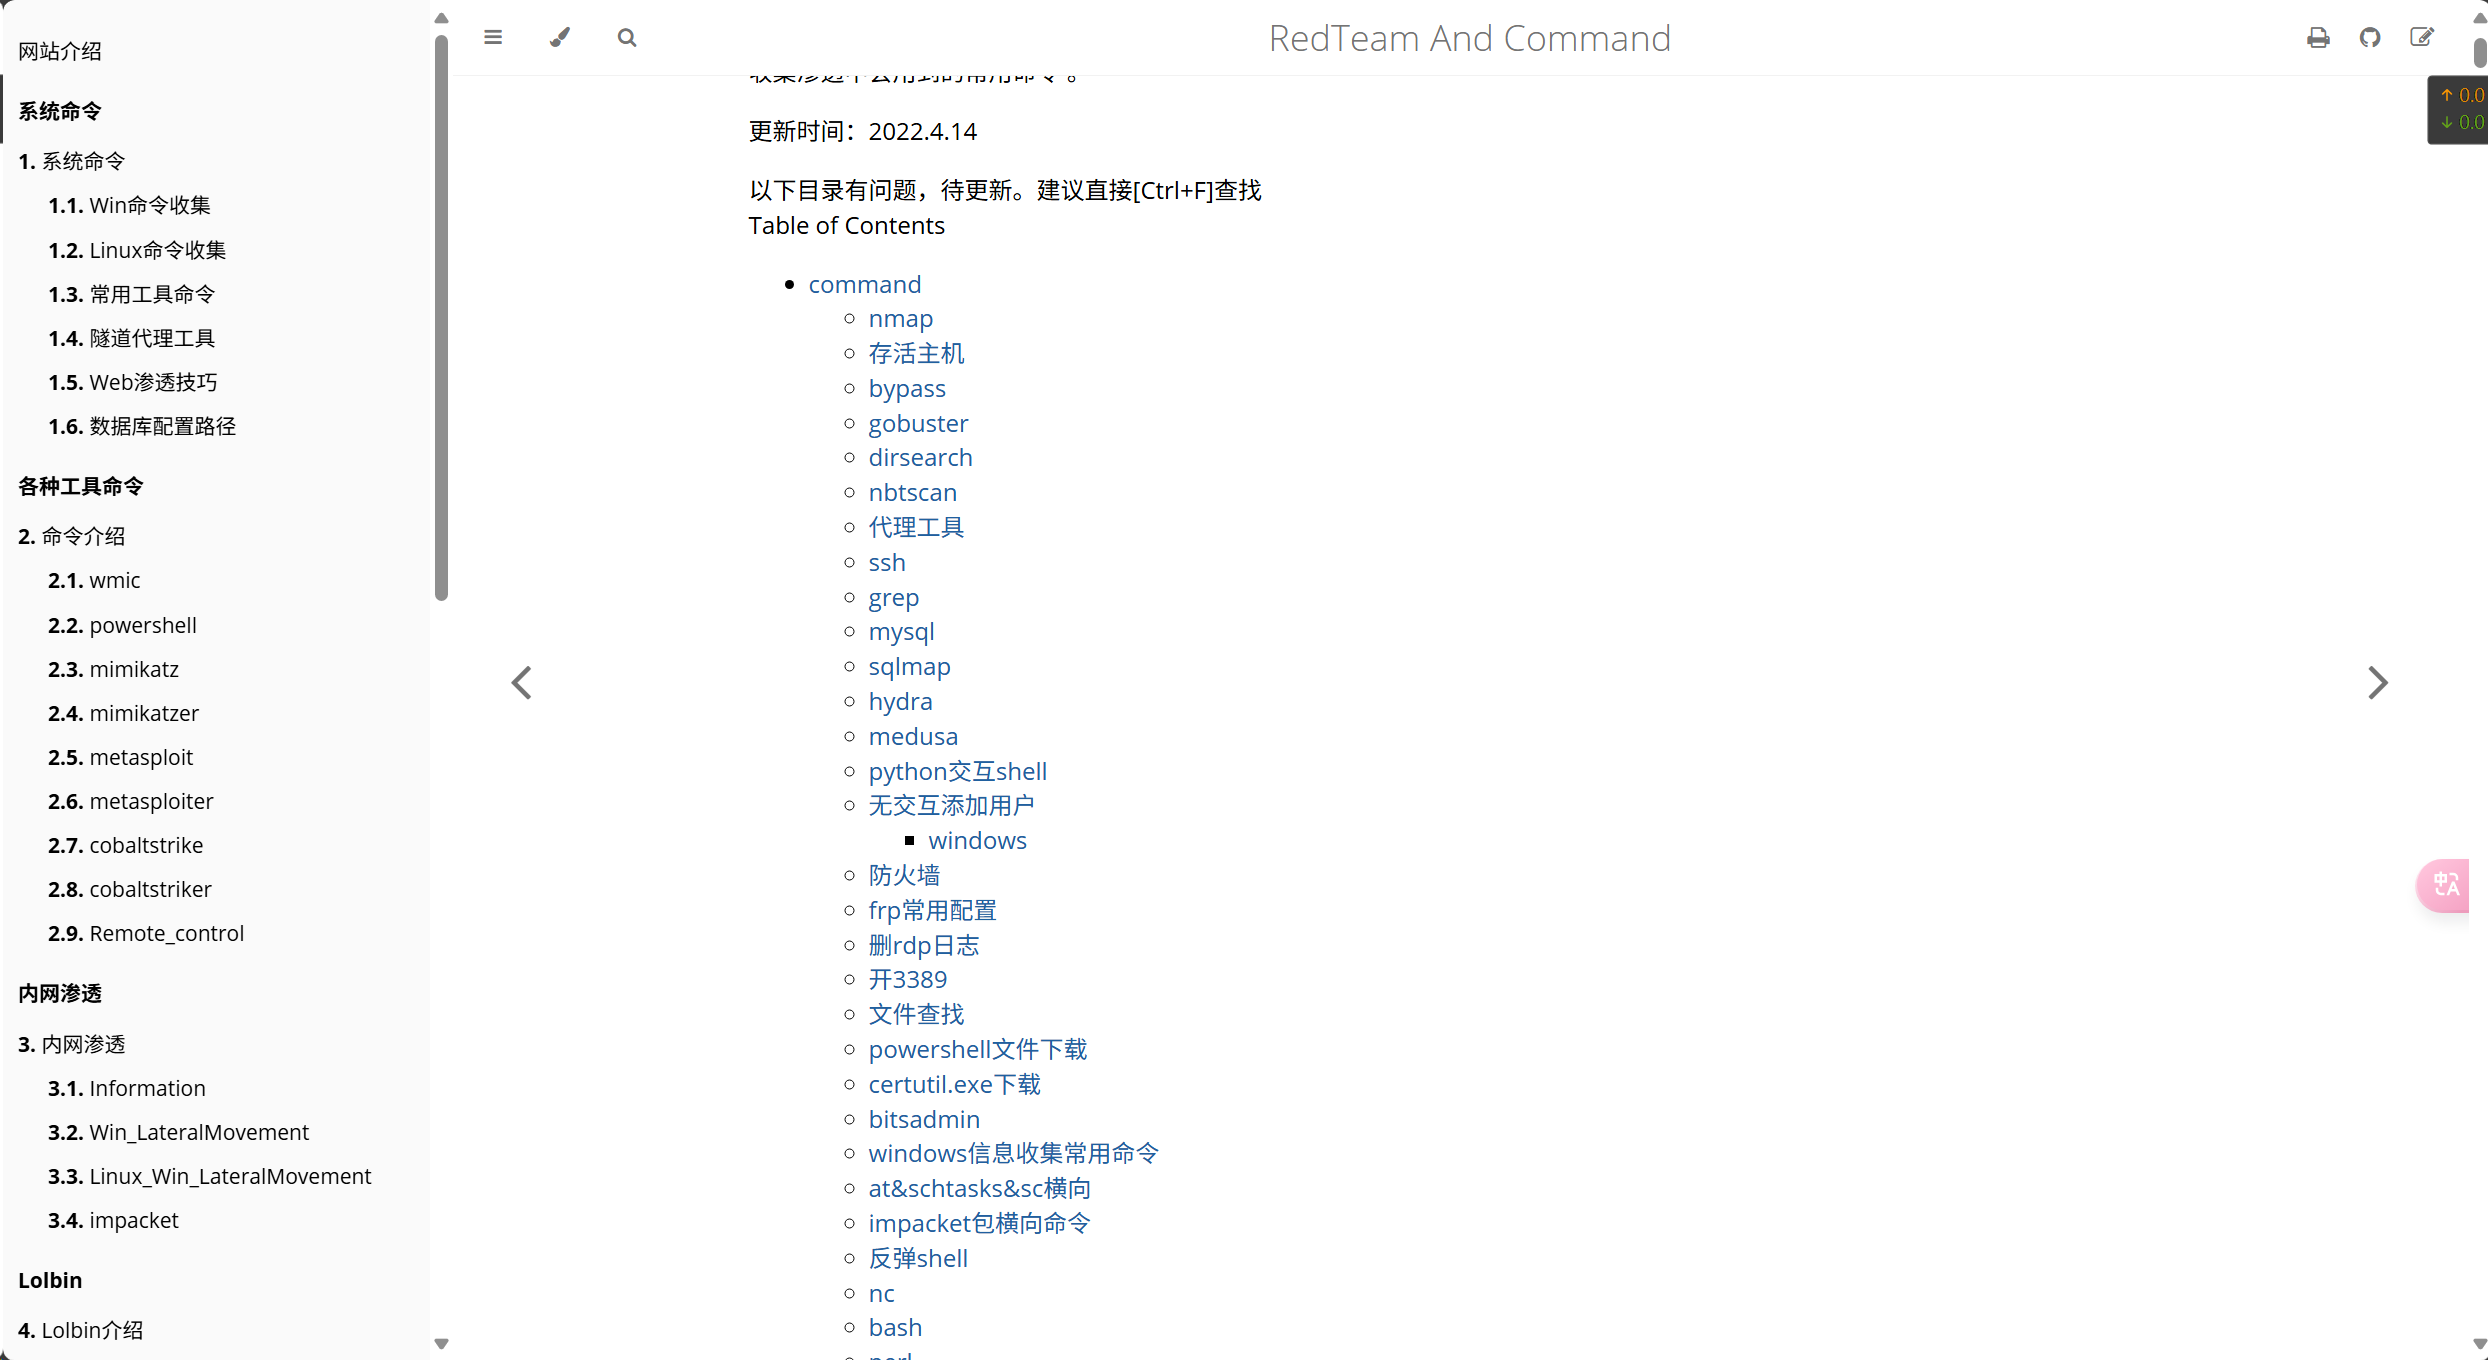 网站介绍
系统命令
1. 系统命令
1.1. Win命令收集
1.2. Linux命令收集
1.3. 常用工具命令
1.4. 隧道代理工具
1.5. Web渗透技巧
1.6. 数据库配置路径
各种工具命令
2. 命令介绍
2.1. wmic
2.2. powershell
2.3. mimikatz
2.4. mimikatzer
2.5. metasploit
2.6. metasploiter
2.7. cobaltstrike
2.8. cobaltstriker
2.9. Remote_control
内网渗透
3. 内网渗透
3.1. Information
3.2. Win_LateralMovement
3.3. Linux_Win_LateralMovement
3.4. impacket
Lolbin
4. Lolbin介绍
RedTeam And Command
更新时间：2022.4.14
以下目录有问题，待更新。建议直接[Ctrl+F]查找
Table of Contents
command
nmap
存活主机
bypass
gobuster
dirsearch
nbtscan
代理工具
ssh
grep
mysql
sqlmap
hydra
medusa
python交互shell
无交互添加用户
windows
防火墙
frp常用配置
删rdp日志
开3389
文件查找
powershell文件下载
certutil.exe下载
bitsadmin
windows信息收集常用命令
at&schtasks&sc横向
impacket包横向命令
反弹shell
nc
bash
↑ 0.0
↓ 0.0